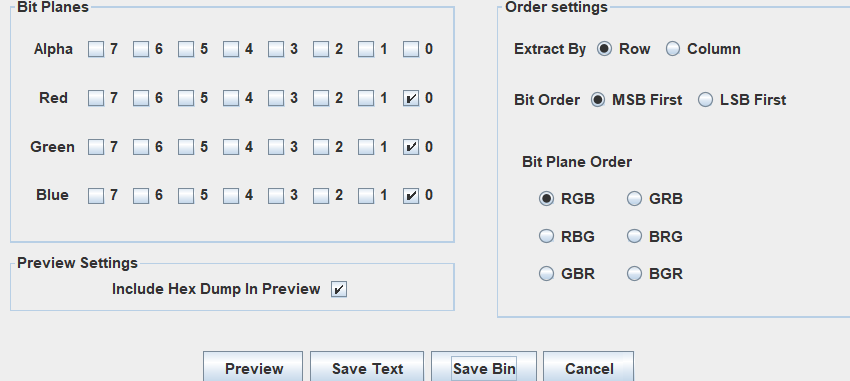 Bit Planes
Alpha 7 6 5 4 3 2 1 0
Red 7 6 5 4 3 2 1 0
Green 7 6 5 4 3 2 1 0
Blue 7 6 5 4 3 2 1 0
Preview Settings
Include Hex Dump In Preview
Order settings
Extract By Row Column
Bit Order MSB First LSB First
Bit Plane Order
RGB GRB
RBG BRG
GBR BGR
Preview Save Text Save Bin Cancel